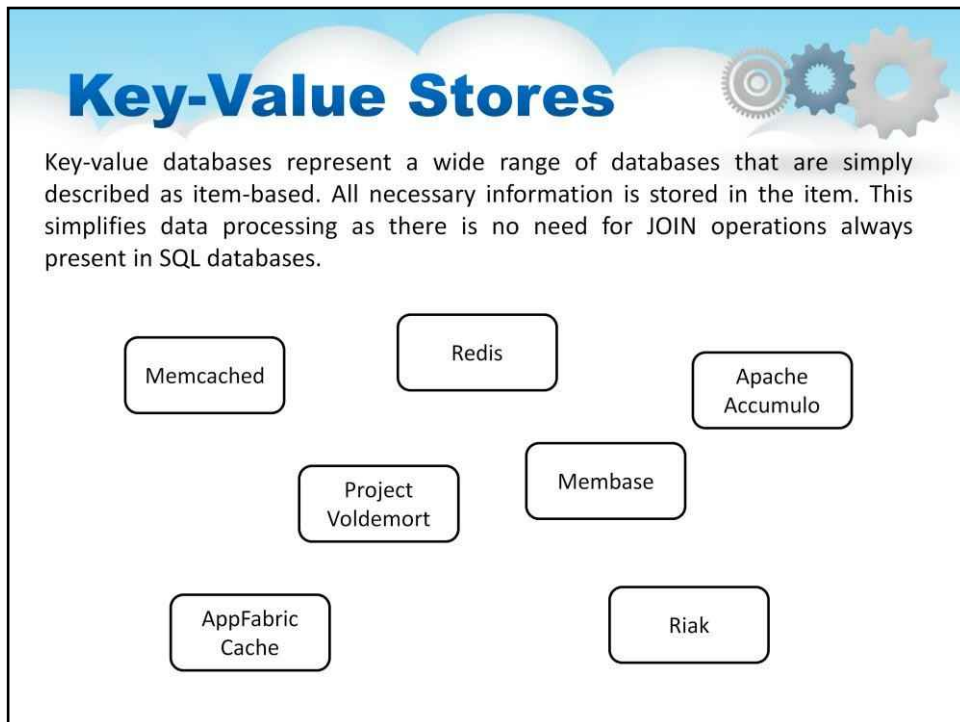 Key-Value Stores
Key-value databases represent a wide range of databases that are simply
described as item-based. All necessary information is stored in the item. This
simplifies data processing as there is no need for JOIN operations always
present in SQL databases.
Redis
Memcached
Apache
Accumulo
Membase
Project
Voldemort
AppFabric
Cache
Riak